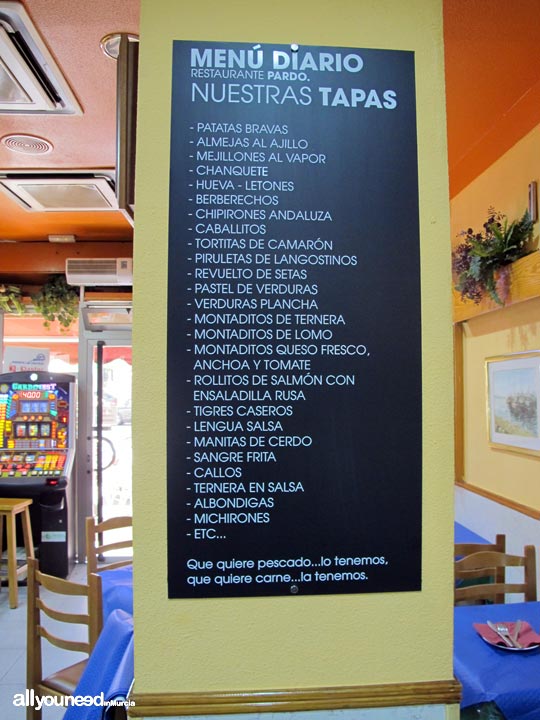 MENÚ DIARIO
RESTAURANTE PARDO.
NUESTRAS TAPAS
- PATATAS BRAVAS
- ALMEJAS AL AJILLO
- MEJILLONES AL VAPOR
- CHANQUETE
- HUEVA - LETONES
- BERBERECHOS
- CHIPIRONES ANDALUZA
- CABALLITOS
- TORTITAS DE CAMARÓN
- PIRULETAS DE LANGOSTINOS
- REVUELTO DE SETAS
- PASTEL DE VERDURAS
- VERDURAS PLANCHA
- MONTADITOS DE TERNERA
- MONTADITOS DE LOMO
- MONTADITOS QUESO FRESCO,
ANCHOA Y TOMATE
- ROLLITOS DE SALMÓN CON
ENSALADILLA RUSA
- TIGRES CASEROS
- LENGUA SALSA
- MANITAS DE CERDO
- SANGRE FRITA
- CALLOS
- TERNERA EN SALSA
- ALBONDIGAS
- MICHIRONES
- ETC...
Que quiere pescado...lo tenemos,
que quiere carne...la tenemos.
allyouneedinmurcia